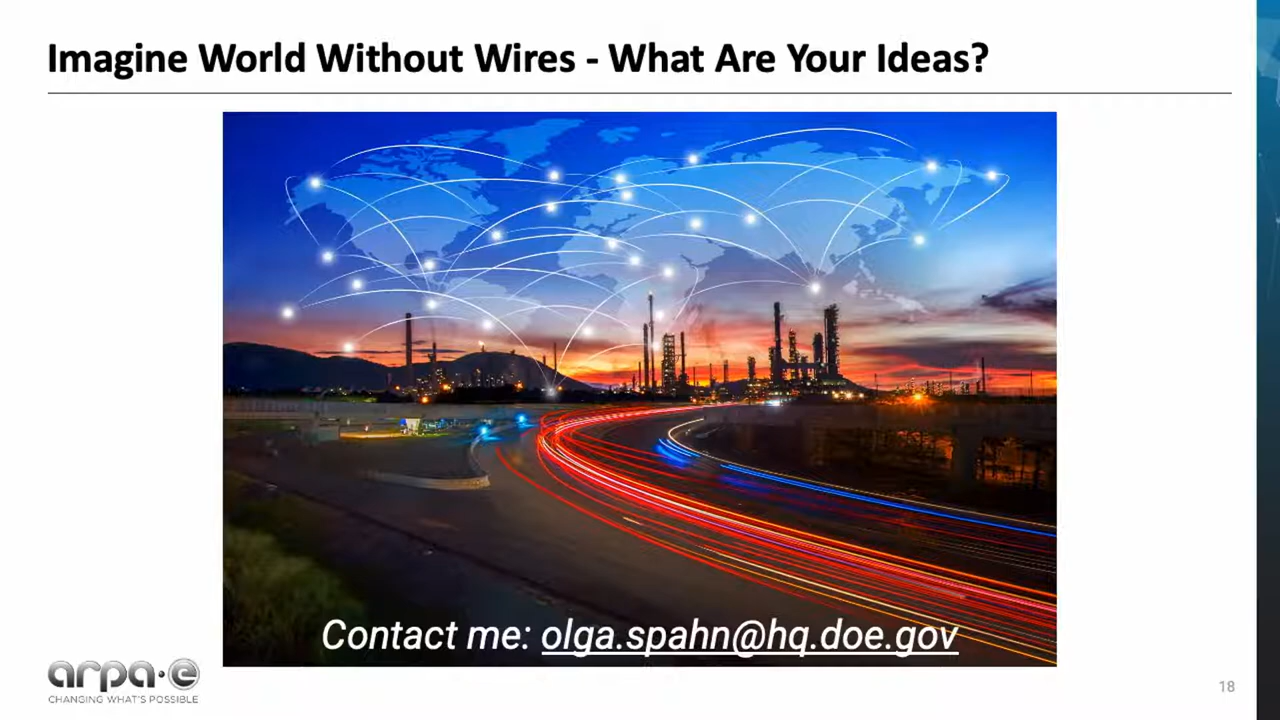 Imagine World Without Wires - What Are Your Ideas?
Contact me: olga.spahn@hq.doe.gov
arpa·e
CHANGING WHAT'S POSSIBLE
18